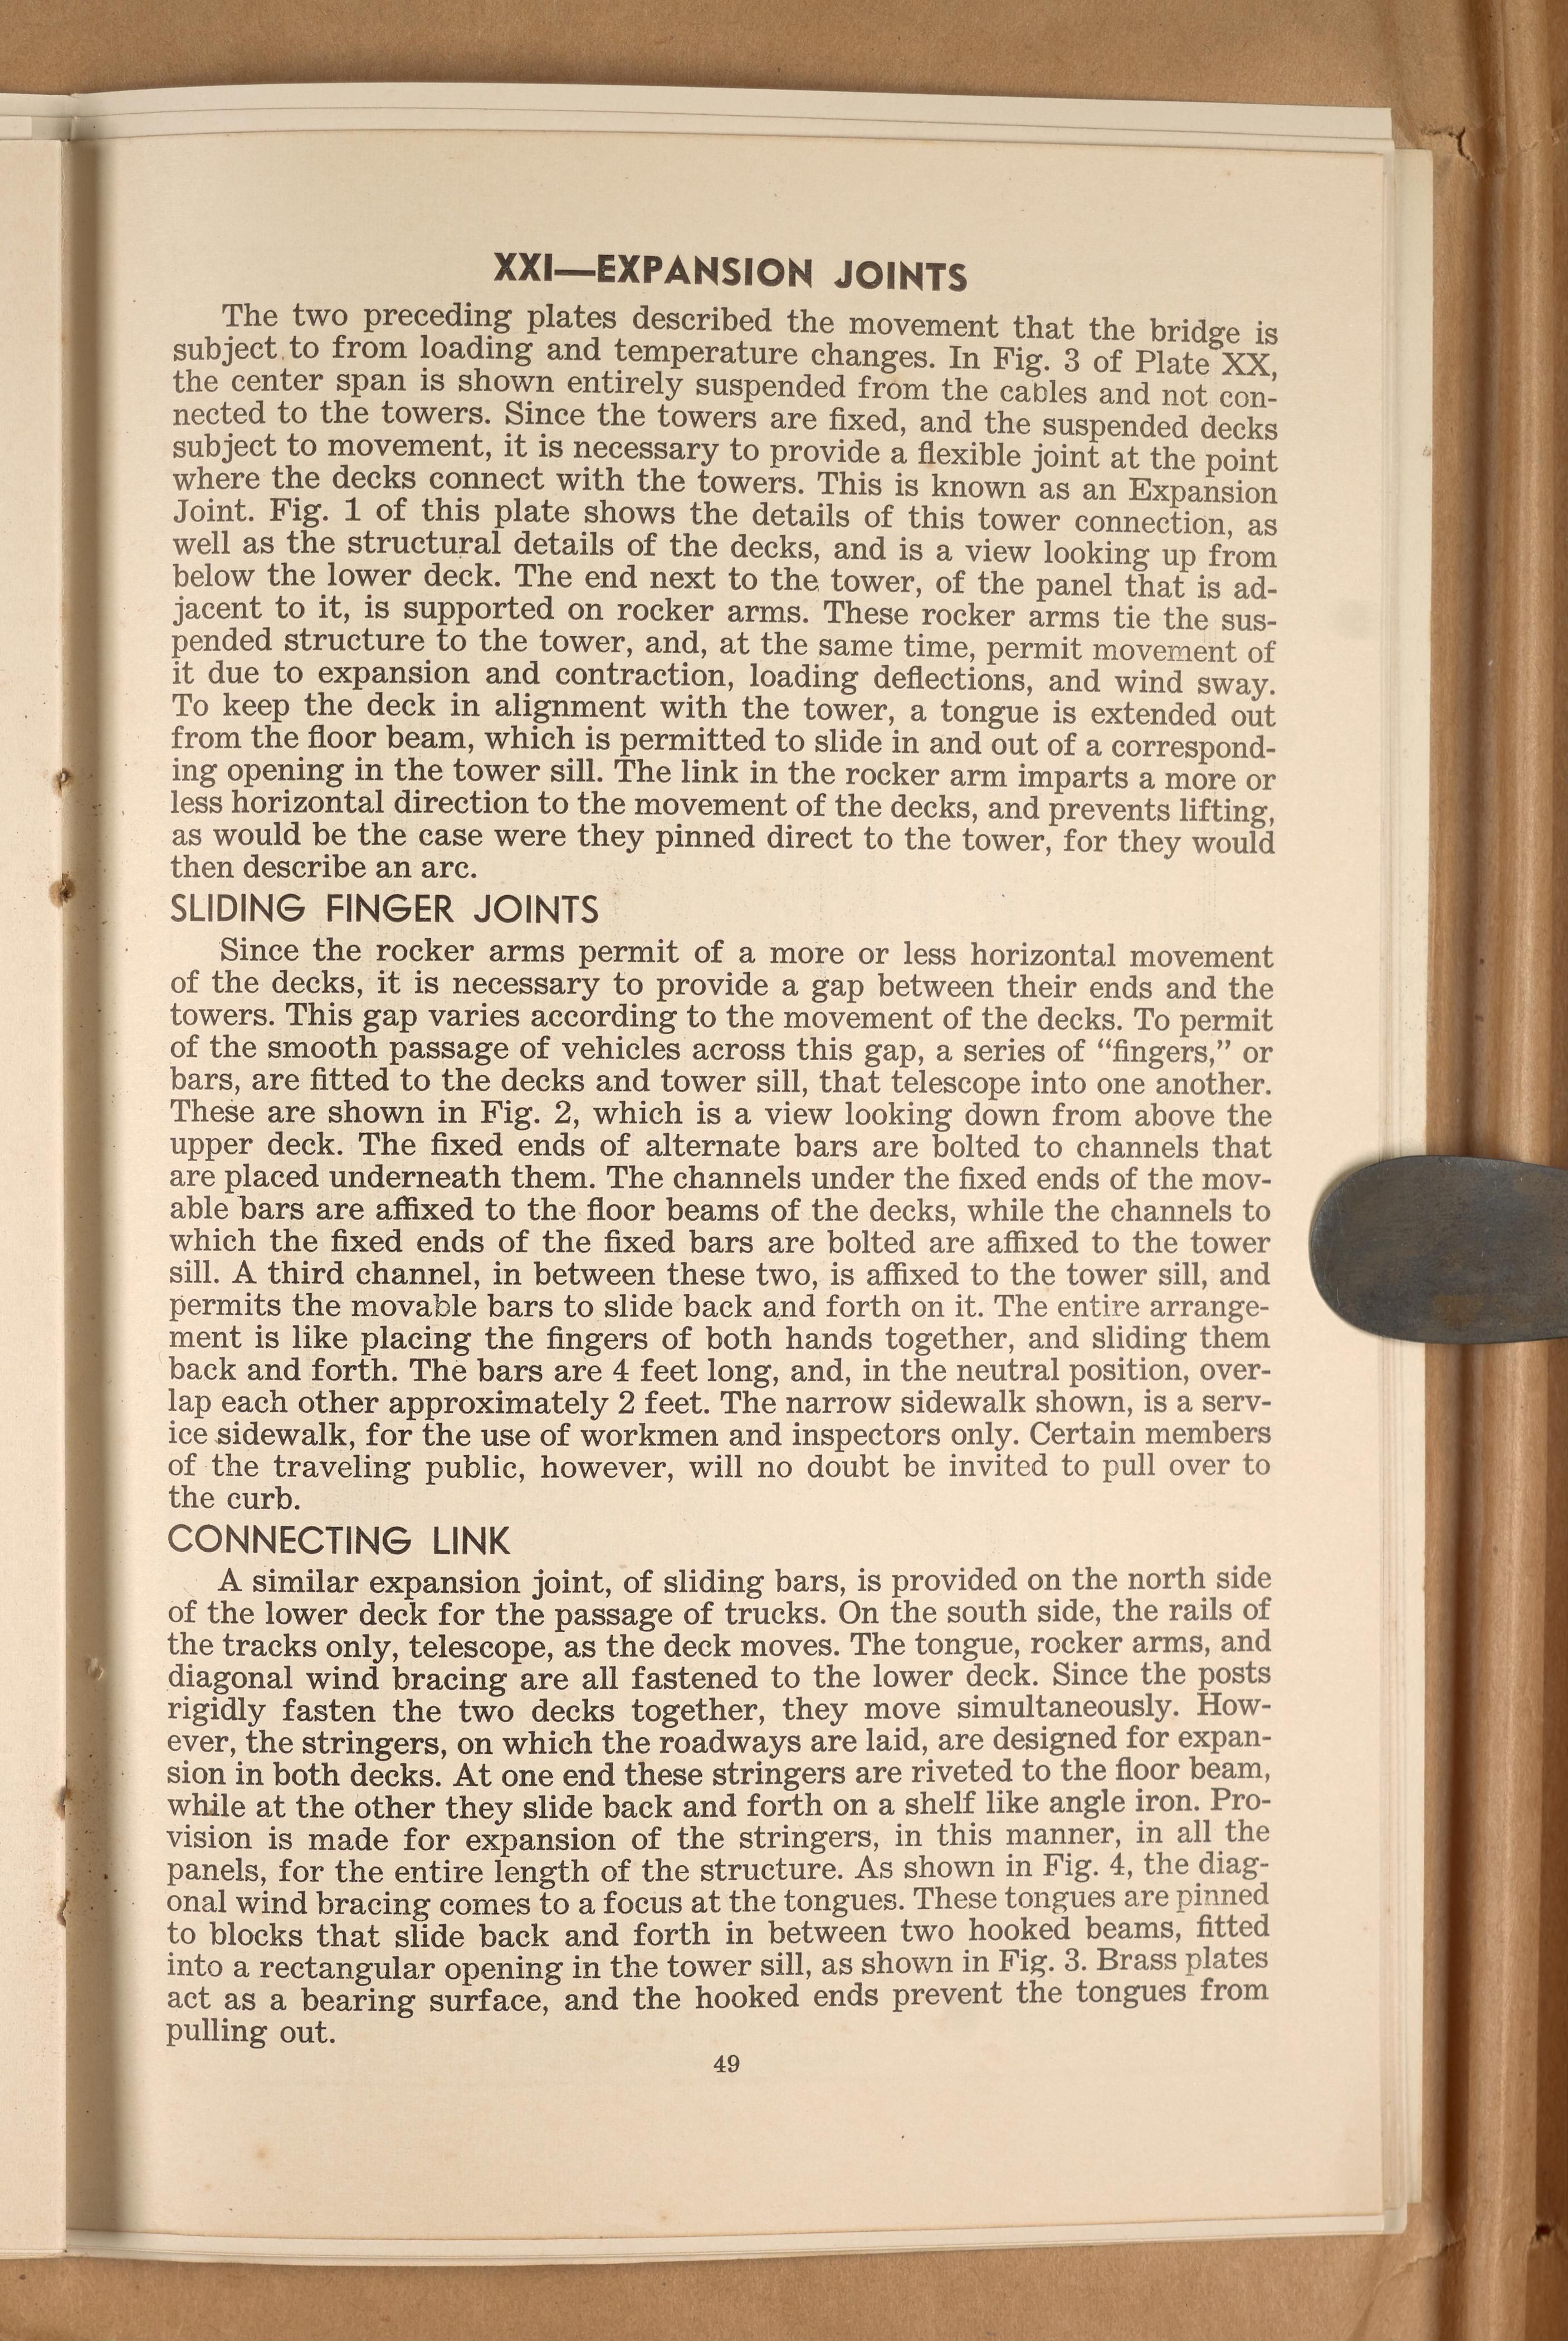 XXI—EXPANSION JOINTS
The two preceding plates described the movement that the bridge is
subject to from loading and temperature changes. In Fig. 3 of Plate XX,
the center span is shown entirely suspended from the cables and not con-
nected to the towers. Since the towers are fixed, and the suspended decks
subject to movement, it is necessary to provide a flexible joint at the point
where the decks connect with the towers. This is known as an Expansion
Joint. Fig. 1 of this plate shows the details of this tower connection, as
well as the structural details of the decks, and is a view looking up from
below the lower deck. The end next to the tower, of the panel that is ad-
jacent to it, is supported on rocker arms. These rocker arms tie the sus-
pended structure to the tower, and, at the same time, permit movement of
it due to expansion and contraction, loading deflections, and wind sway.
To keep the deck in alignment with the tower, a tongue is extended out
from the floor beam, which is permitted to slide in and out of a correspond-
ing opening in the tower sill. The link in the rocker arm imparts a more or
less horizontal direction to the movement of the decks, and prevents lifting,
as would be the case were they pinned direct to the tower, for they would
then describe an arc.
SLIDING FINGER JOINTS
Since the rocker arms permit of a more or less horizontal movement
of the decks, it is necessary to provide a gap between their ends and the
towers. This gap varies according to the movement of the decks. To permit
of the smooth passage of vehicles across this gap, a series of “fingers,” or
bars, are fitted to the decks and tower sill, that telescope into one another.
These are shown in Fig. 2, which is a view looking down from above the
upper deck. The fixed ends of alternate bars are bolted to channels that
are placed underneath them. The channels under the fixed ends of the mov-
able bars are affixed to the floor beams of the decks, while the channels to
which the fixed ends of the fixed bars are bolted are affixed to the tower
sill. A third channel, in between these two, is affixed to the tower sill, and
permits the movable bars to slide back and forth on it. The entire arrange-
ment is like placing the fingers of both hands together, and sliding them
back and forth. The bars are 4 feet long, and, in the neutral position, over-
lap each other approximately 2 feet. The narrow sidewalk shown, is a serv-
ice sidewalk, for the use of workmen and inspectors only. Certain members
of the traveling public, however, will no doubt be invited to pull over to
the curb.
CONNECTING LINK
A similar expansion joint, of sliding bars, is provided on the north side
of the lower deck for the passage of trucks. On the south side, the rails of
the tracks only, telescope, as the deck moves. The tongue, rocker arms, and
diagonal wind bracing are all fastened to the lower deck. Since the posts
rigidly fasten the two decks together, they move simultaneously. How-
ever, the stringers, on which the roadways are laid, are designed for expan-
sion in both decks. At one end these stringers are riveted to the floor beam,
while at the other they slide back and forth on a shelf like angle iron. Pro-
vision is made for expansion of the stringers, in this manner, in all the
panels, for the entire length of the structure. As shown in Fig. 4, the diag-
onal wind bracing comes to a focus at the tongues. These tongues are pinned
to blocks that slide back and forth in between two hooked beams, fitted
into a rectangular opening in the tower sill, as shown in Fig. 3. Brass plates
act as a bearing surface, and the hooked ends prevent the tongues from
pulling out.
49